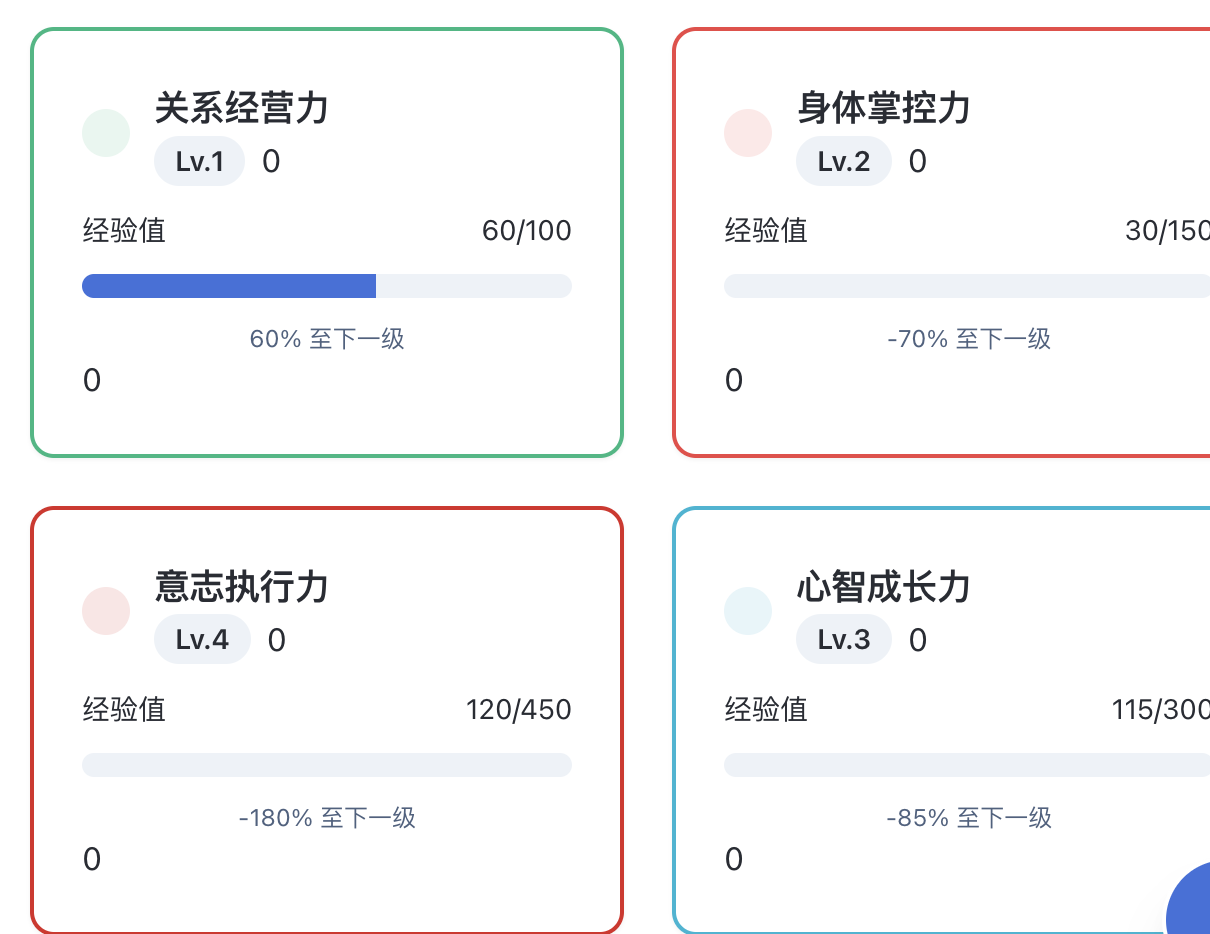 关系经营力
Lv.1 0
经验值 60/100
60% 至下一级
0
身体掌控力
Lv.2 0
经验值 30/150
-70% 至下一级
0
意志执行力
Lv.4 0
经验值 120/450
-180% 至下一级
0
心智成长力
Lv.3 0
经验值 115/300
-85% 至下一级
0